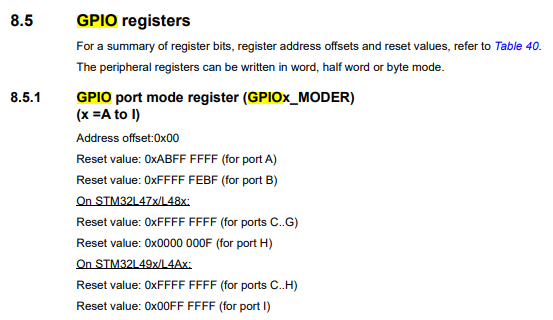 8.5 GPIO registers
For a summary of register bits, register address offsets and reset values, refer to Table 40.
The peripheral registers can be written in word, half word or byte mode.
8.5.1 GPIO port mode register (GPIOx_MODER)
(x =A to I)
Address offset:0x00
Reset value: 0xABFF FFFF (for port A)
Reset value: 0xFFFF FEBF (for port B)
On STM32L47x/L48x:
Reset value: 0xFFFF FFFF (for ports C..G)
Reset value: 0x0000 000F (for port H)
On STM32L49x/L4Ax:
Reset value: 0xFFFF FFFF (for ports C..H)
Reset value: 0x00FF FFFF (for port I)